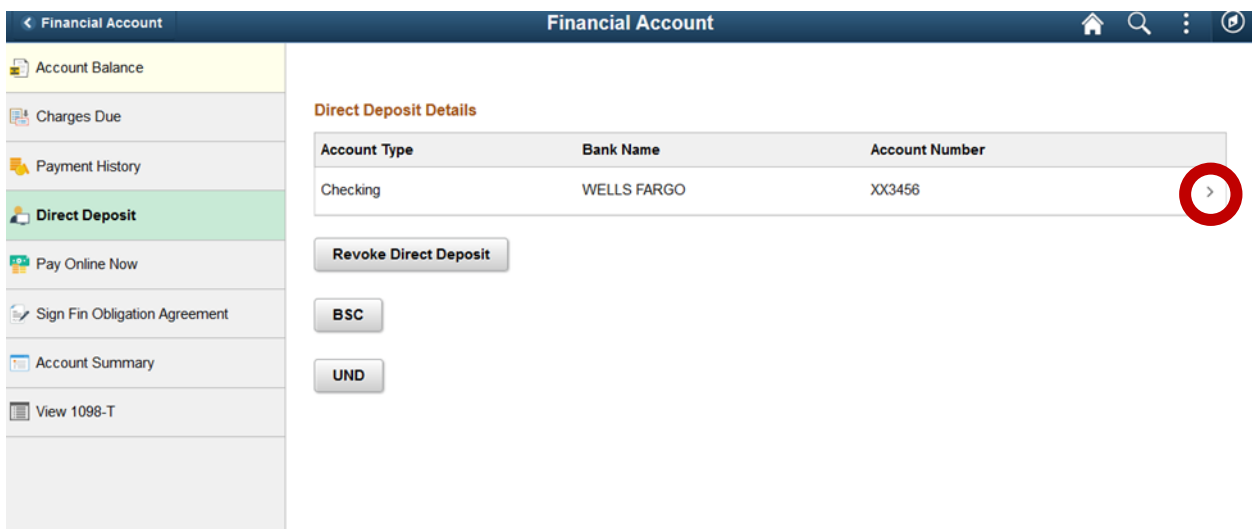 Financial Account
Financial Account
Account Balance
Charges Due
Payment History
Direct Deposit
Pay Online Now
Sign Fin Obligation Agreement
Account Summary
View 1098-T
Direct Deposit Details
Account Type Bank Name Account Number
Checking WELLS FARGO XX3456
Revoke Direct Deposit
BSC
UND